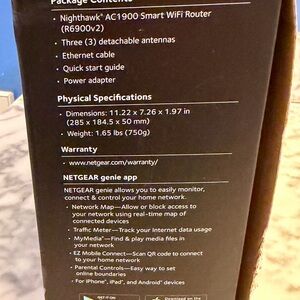 Package Contents
• Nighthawk® AC1900 Smart WiFi Router
(R6900v2)
• Three (3) detachable antennas
• Ethernet cable
• Quick start guide
• Power adapter
Physical Specifications
• Dimensions: 11.22 x 7.26 x 1.97 in
(285 x 184.5 x 50 mm)
• Weight: 1.65 lbs (750g)
Warranty
• www.netgear.com/warranty/
NETGEAR genie app
NETGEAR genie allows you to easily monitor,
connect & control your home network.
• Network Map—Allow or block access to
your network using real-time map of
connected devices
• Traffic Meter—Track your Internet data usage
• MyMedia™—Find & play media files in
your network
• EZ Mobile Connect—Scan QR code to connect
to your home network
• Parental Controls—Easy way to set
online boundaries
• For iPhone®, iPad®, and Android™ devices
GET IT ON
Download on the